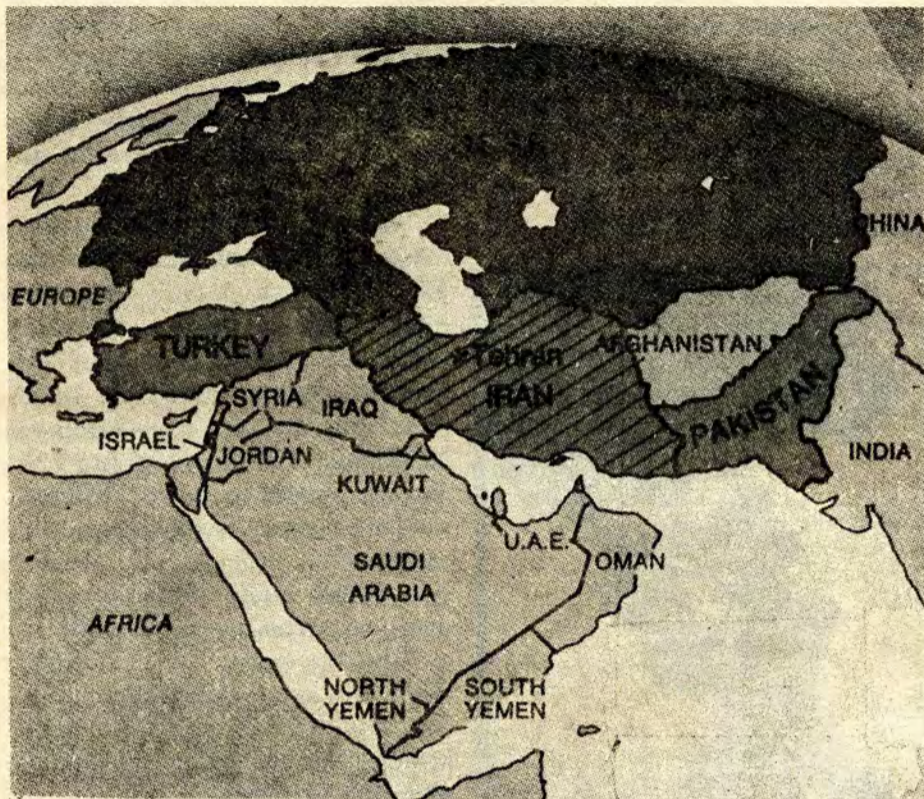 CHINA
EUROPE
TURKEY
Tehran
AFGHANISTAN
IRAN
SYRIA
IRAQ
PAKISTAN
ISRAEL
JORDAN
INDIA
KUWAIT
U.A.E.
OMAN
SAUDI
ARABIA
AFRICA
NORTH
YEMEN
SOUTH
YEMEN